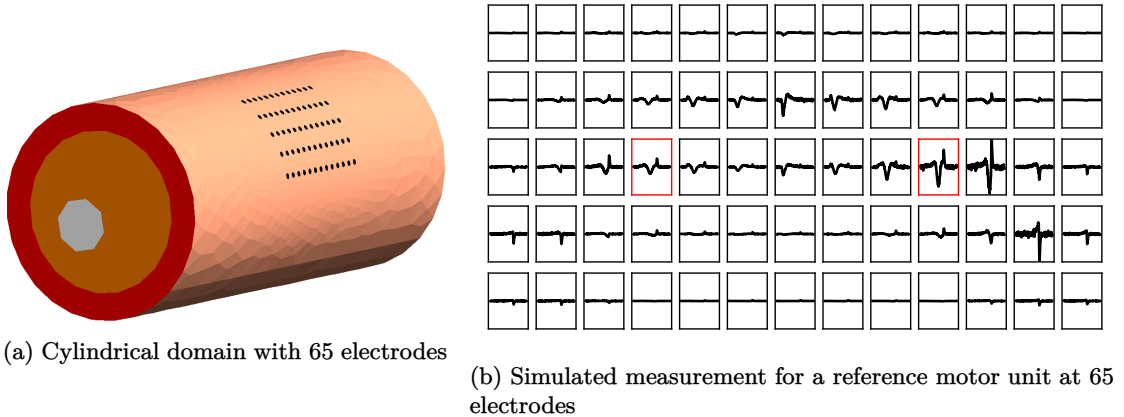 (a) Cylindrical domain with 65 electrodes
(b) Simulated measurement for a reference motor unit at 65
electrodes